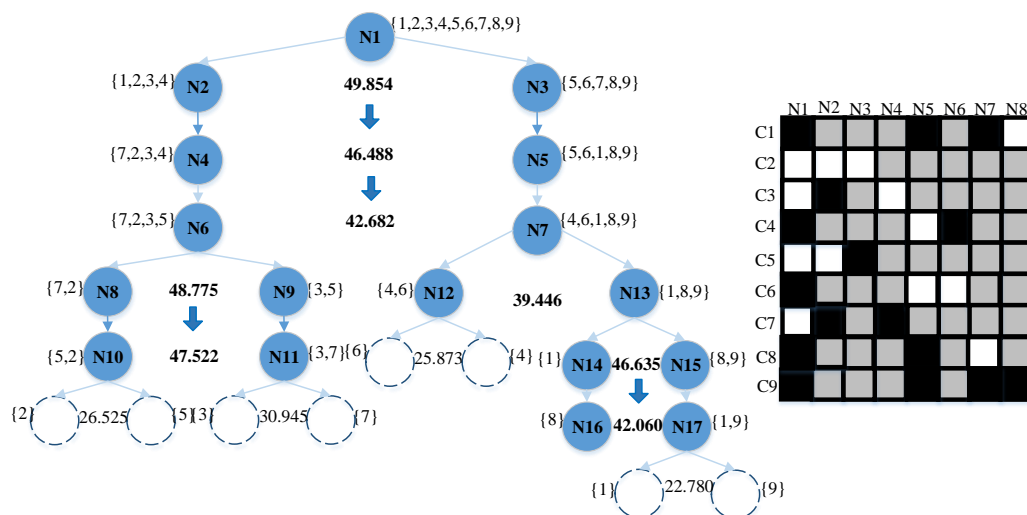 N1 {1,2,3,4,5,6,7,8,9}
{1,2,3,4} N2 49.854 N3 {5,6,7,8,9}
{7,2,3,4} N4 46.488 N5 {5,6,1,8,9}
{7,2,3,5} N6 42.682 N7 {4,6,1,8,9}
{7,2} N8 48.775 N9 {3,5} {4,6} N12 39.446 N13 {1,8,9}
{5,2} N10 47.522 N11 {3,7} {6} 25.873 {4} {1} N14 46.635 N15 {8,9}
{2} 26.525 {5} {3} 30.945 {7} {8} N16 42.060 N17 {1,9}
{1} 22.780 {9}
N1 N2 N3 N4 N5 N6 N7 N8
C1
C2
C3
C4
C5
C6
C7
C8
C9